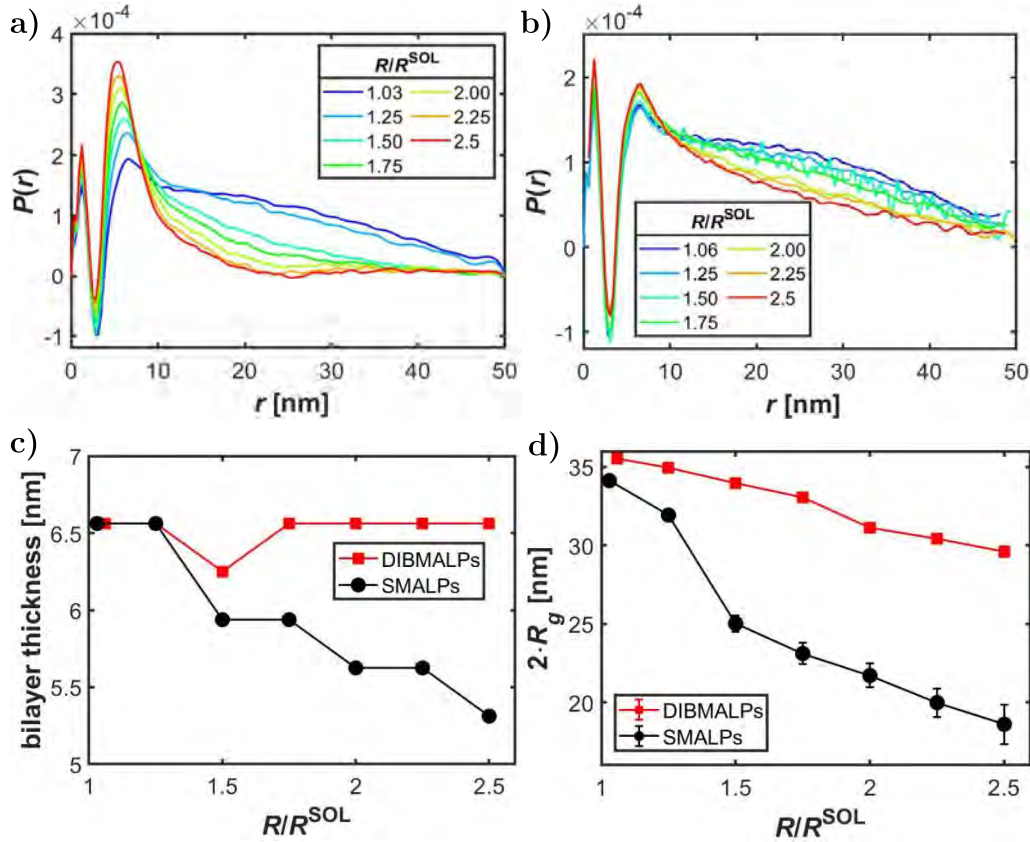 a)
×10⁻⁴
4
3
2
1
0
-1
P(r)
R/R^SOL
1.03 2.00
1.25 2.25
1.50 2.5
1.75
0 10 20 30 40 50
r [nm]
b)
×10⁻⁴
2
1
0
-1
P(r)
R/R^SOL
1.06 2.00
1.25 2.25
1.50 2.5
1.75
0 10 20 30 40 50
r [nm]
c)
7
6.5
6
5.5
5
bilayer thickness [nm]
DIBMALPs
SMALPs
1 1.5 2 2.5
R/R^SOL
d)
35
30
25
20
2·R_g [nm]
DIBMALPs
SMALPs
1 1.5 2 2.5
R/R^SOL